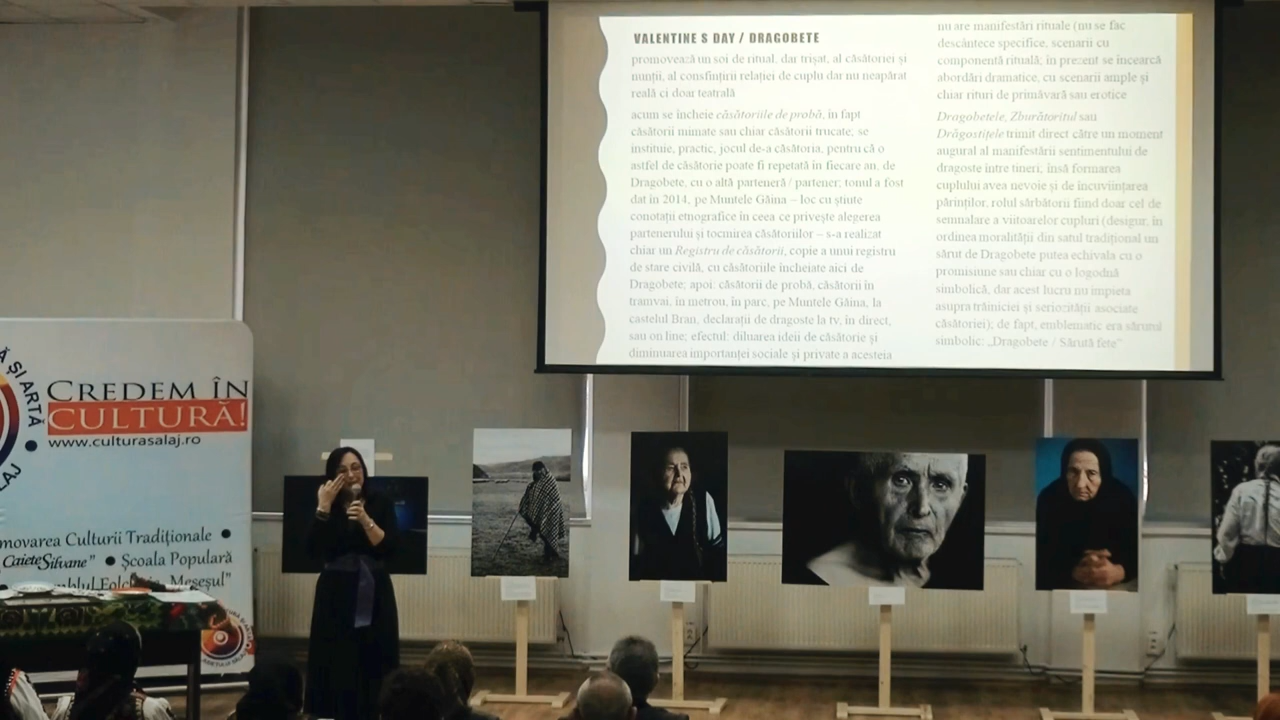 VALENTINE S DAY / DRAGOBETE
promovează un soi de ritual, dar trișat, al căsătoriei și
nunții, al consfințirii relației de cuplu dar nu neapărat
reală ci doar teatrală
acum se încheie căsătoriile de probă, în fapt
căsătorii mimate sau chiar căsătorii trucate, se
instituie, practic, jocul de-a căsătoria, pentru că o
astfel de căsătorie poate fi repetată în fiecare an, de
Dragobete, cu o altă parteneră / partener; tonul a fost
dat în 2014, pe Muntele Găina – loc cu știute
conotații etnografice în ceea ce privește alegerea
partenerului și tocmirea căsătoriilor – s-a realizat
chiar un Registru de căsătorii, copie a unui registru
de stare civilă, cu căsătoriile încheiate aici de
Dragobete; apoi: căsătorii de probă, căsătorii în
tramvai, în metrou, în parc, pe Muntele Găina, la
castelul Bran, declarații de dragoste la tv, în direct,
sau on line; efectul: diluarea ideii de căsătorie și
diminuarea importanței sociale și private a acesteia
nu are manifestări rituale (nu se fac
descântece specifice, scenarii cu
componentă rituală; în prezent se încearcă
abordări dramatice, cu scenarii ample și
chiar rituri de primăvară sau erotice
Dragobetele, Zburătoritul sau
Drăgostițele trimit direct către un moment
augural al manifestării sentimentului de
dragoste între tineri, însă formarea
cuplului avea nevoie și de încuviințarea
părinților, rolul sărbătorii fiind doar cel de
semnalare a viitoarelor cupluri (desigur, în
ordinea moralității din satul tradițional un
sărut de Dragobete putea echivala cu o
promisiune sau chiar cu o logodnă
simbolică, dar acest lucru nu impieta
asupra trăiniciei și seriozității asociate
căsătoriei); de fapt, emblematic era sărutul
simbolic: „Dragobete / Sărută fete”
Ă ȘI ARTĂ •
LAJ
CREDEM ÎN
CULTURĂ!
www.culturasalaj.ro
movarea Culturii Tradiționale •
Caiete Silvane” • Școala Populară
mblul Folcloric „Meseșul”